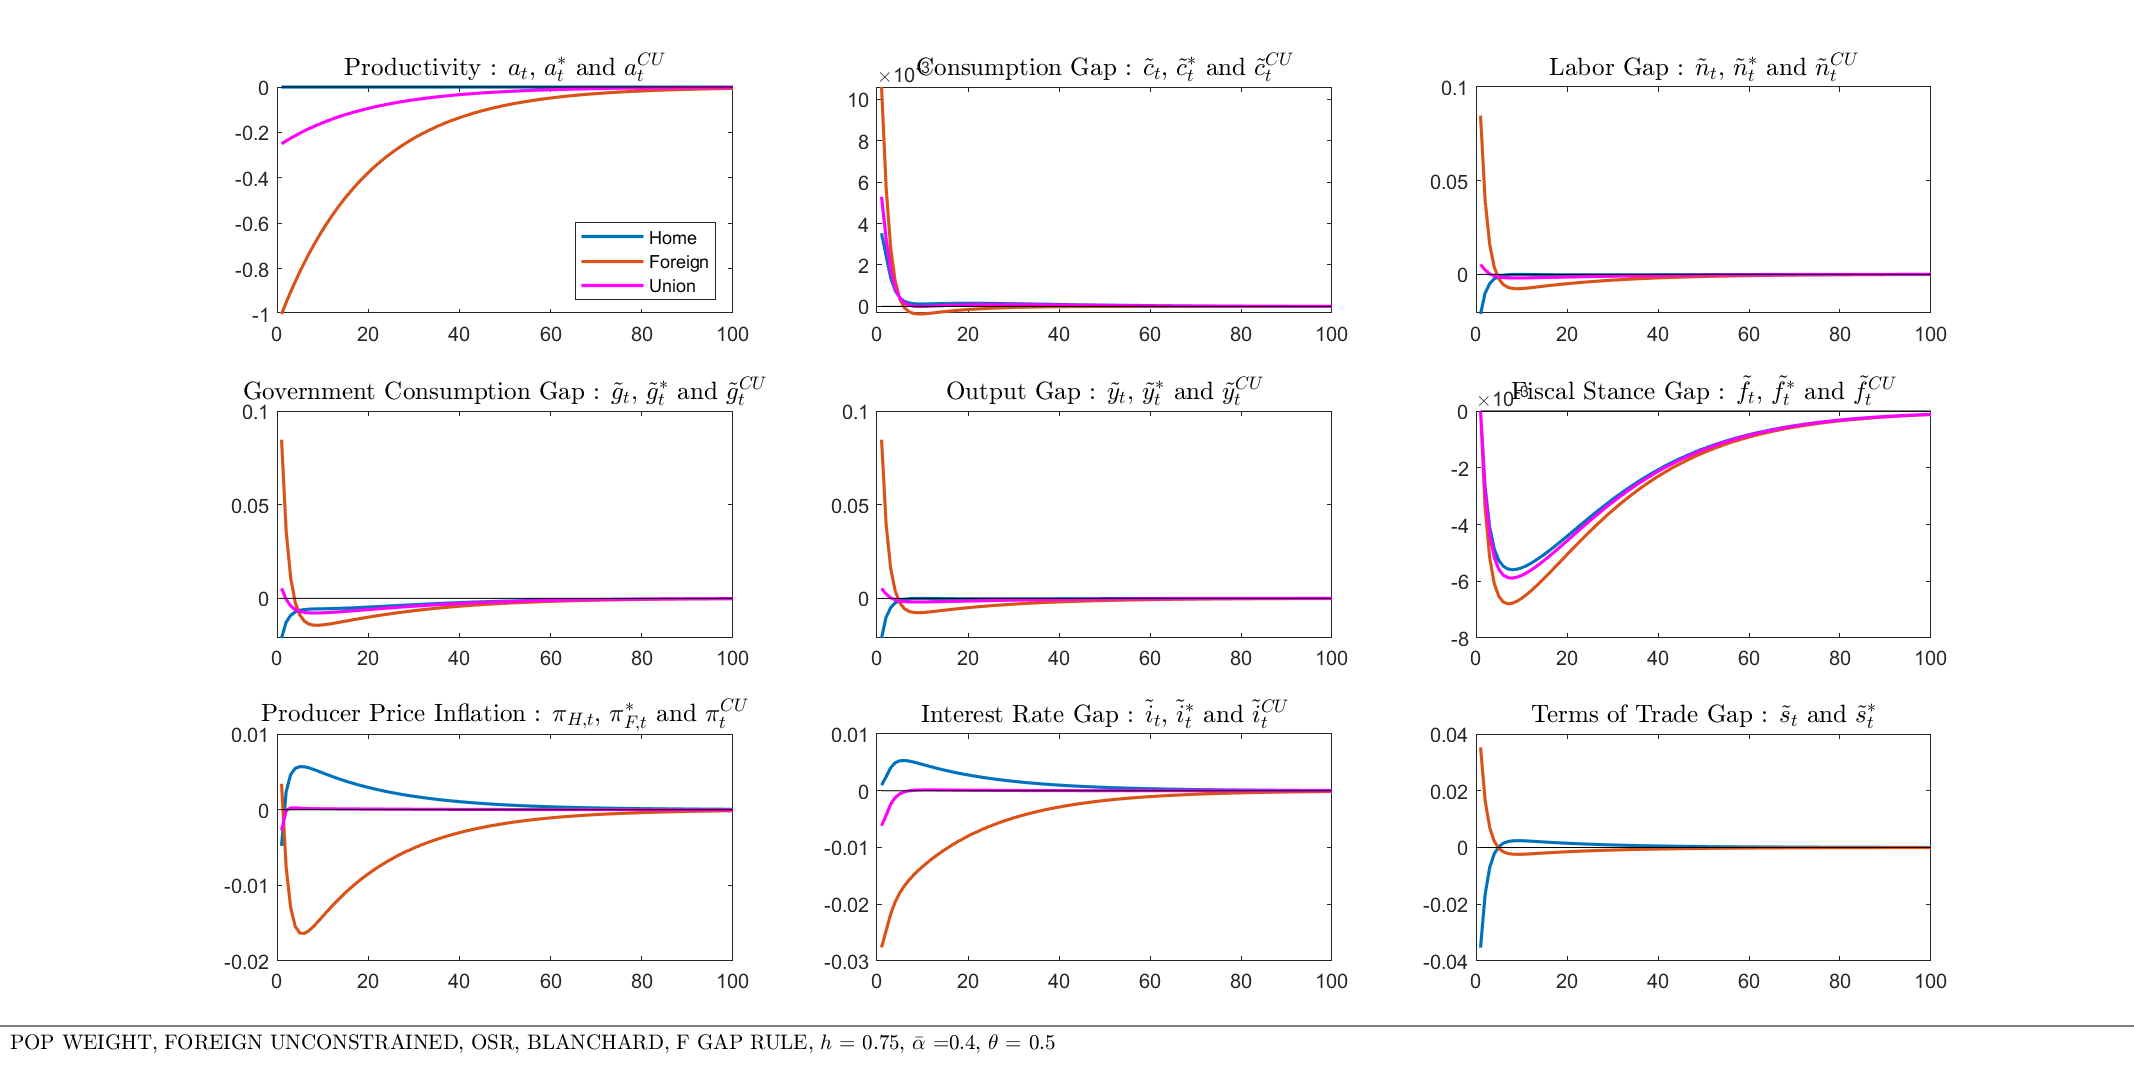 Productivity : a_t, a_t^* and a_t^{CU}
0
-0.2
-0.4
-0.6
-0.8
-1
0 20 40 60 80 100
Home
Foreign
Union
×10
Consumption Gap : c̃_t, c̃_t^* and c̃_t^{CU}
10
8
6
4
2
0
0 20 40 60 80 100
Labor Gap : ñ_t, ñ_t^* and ñ_t^{CU}
0.1
0.05
0
0 20 40 60 80 100
Government Consumption Gap : g̃_t, g̃_t^* and g̃_t^{CU}
0.1
0.05
0
0 20 40 60 80 100
Output Gap : ỹ_t, ỹ_t^* and ỹ_t^{CU}
0.1
0.05
0
0 20 40 60 80 100
×10
Fiscal Stance Gap : f̃_t, f̃_t^* and f̃_t^{CU}
0
-2
-4
-6
-8
0 20 40 60 80 100
Producer Price Inflation : π_{H,t}, π_{F,t}^* and π_t^{CU}
0.01
0
-0.01
-0.02
0 20 40 60 80 100
Interest Rate Gap : ĩ_t, ĩ_t^* and ĩ_t^{CU}
0.01
0
-0.01
-0.02
-0.03
0 20 40 60 80 100
Terms of Trade Gap : s̃_t and s̃_t^*
0.04
0.02
0
-0.02
-0.04
0 20 40 60 80 100
POP WEIGHT, FOREIGN UNCONSTRAINED, OSR, BLANCHARD, F GAP RULE, h = 0.75, ᾱ =0.4, θ = 0.5